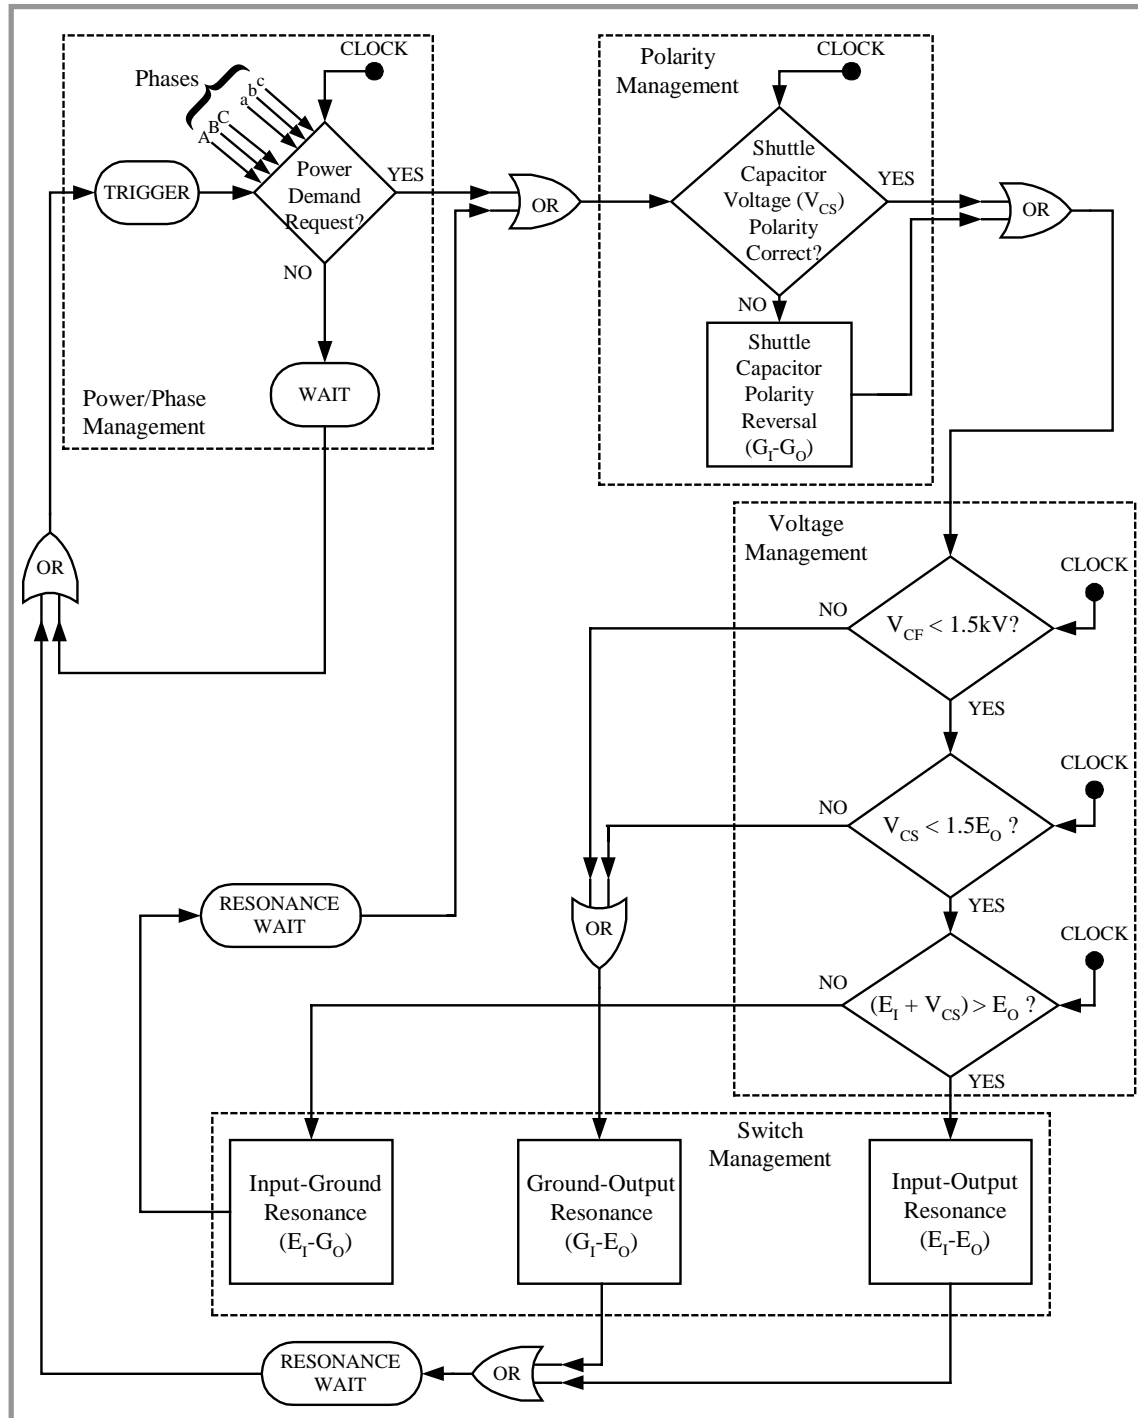 CLOCK
Phases
A B C a b c
TRIGGER
Power
Demand
Request?
YES
NO
WAIT
Power/Phase
Management
OR
Polarity
Management
CLOCK
Shuttle
Capacitor
Voltage (V_CS)
Polarity
Correct?
YES
NO
Shuttle
Capacitor
Polarity
Reversal
(G_I-G_O)
OR
OR
Voltage
Management
CLOCK
NO
V_CF < 1.5kV?
YES
CLOCK
NO
V_CS < 1.5E_O ?
YES
CLOCK
NO
(E_I + V_CS) > E_O ?
YES
RESONANCE
WAIT
OR
Switch
Management
Input-Ground
Resonance
(E_I-G_O)
Ground-Output
Resonance
(G_I-E_O)
Input-Output
Resonance
(E_I-E_O)
RESONANCE
WAIT
OR